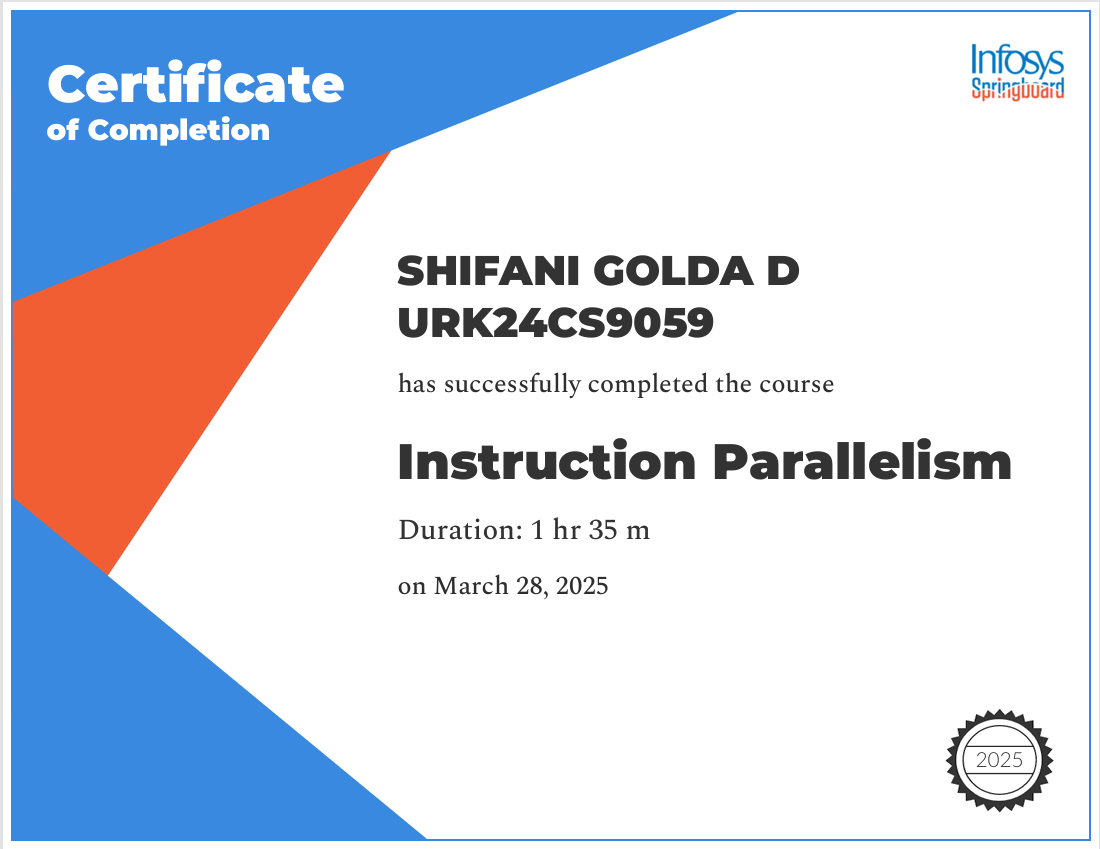 Certificate
of Completion
Infosys
Springboard
SHIFANI GOLDA D
URK24CS9059
has successfully completed the course
Instruction Parallelism
Duration: 1 hr 35 m
on March 28, 2025
2025